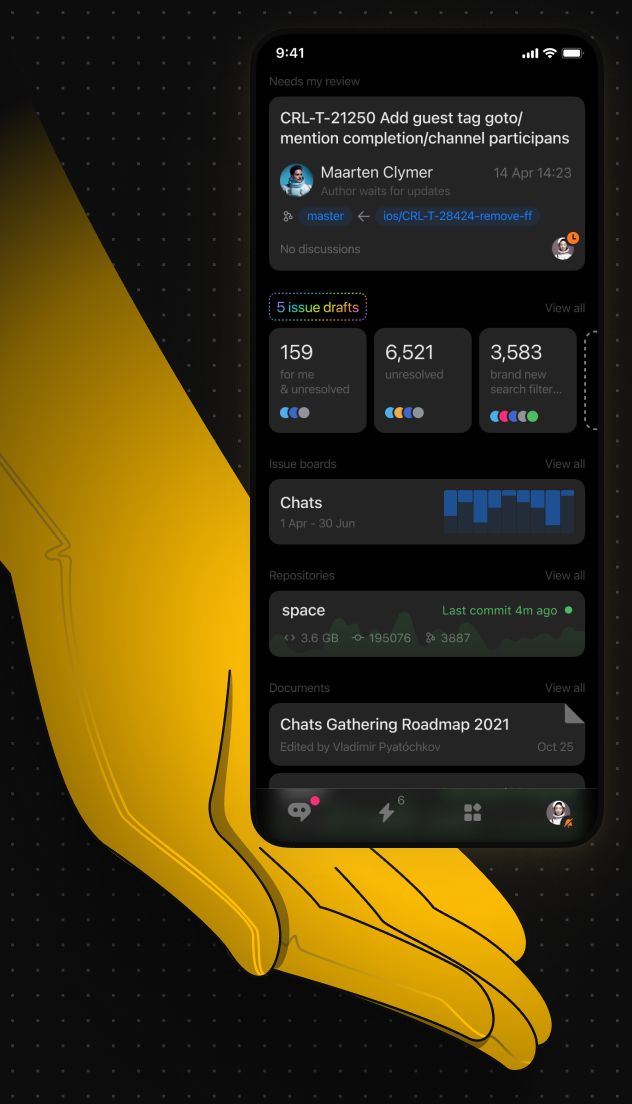 9:41
Needs my review
CRL-T-21250 Add guest tag goto/
mention completion/channel participans
Maarten Clymer 14 Apr 14:23
Author waits for updates
master ios/CRL-T-28424-remove-ff
No discussions
5 issue drafts View all
159 6,521 3,583
for me unresolved brand new
& unresolved search filter...
Issue boards View all
Chats
1 Apr - 30 Jun
Repositories View all
space Last commit 4m ago
3.6 GB 195076 3887
Documents View all
Chats Gathering Roadmap 2021
Edited by Vladimir Pyatóchkov Oct 25
6